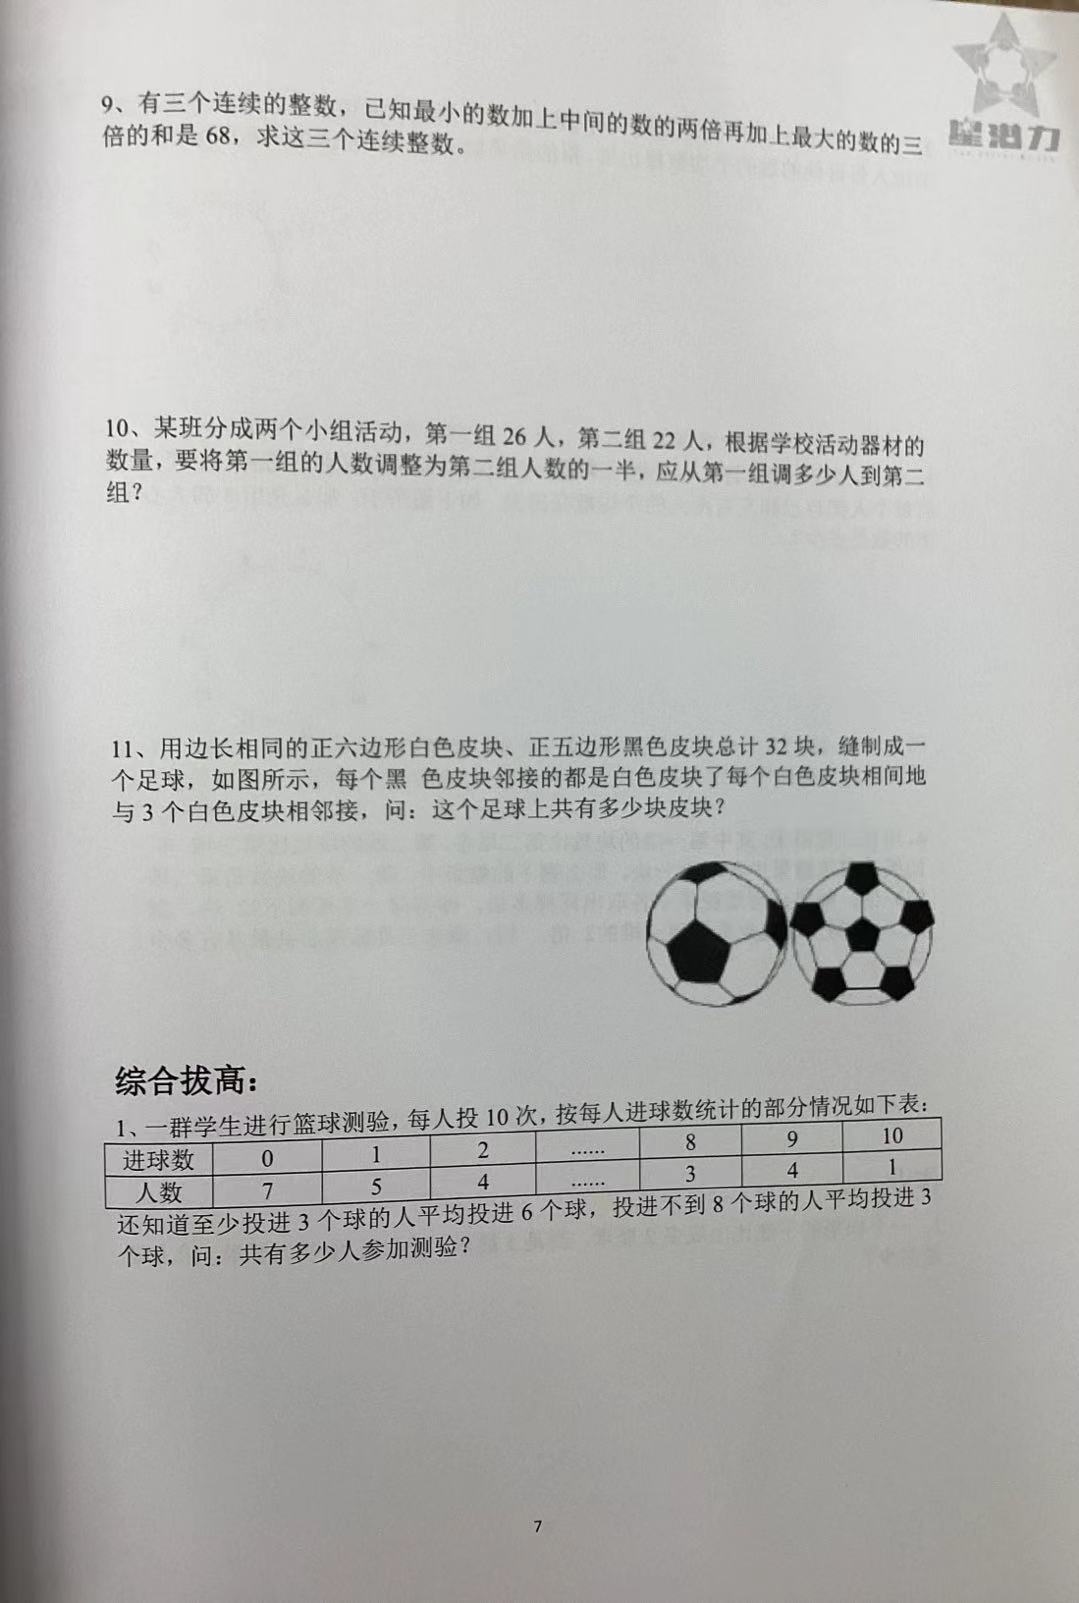 星潜力
9、有三个连续的整数，已知最小的数加上中间的数的两倍再加上最大的数的三
倍的和是 68，求这三个连续整数。
10、某班分成两个小组活动，第一组 26 人，第二组 22 人，根据学校活动器材的
数量，要将第一组的人数调整为第二组人数的一半，应从第一组调多少人到第二
组？
11、用边长相同的正六边形白色皮块、正五边形黑色皮块总计 32 块，缝制成一
个足球，如图所示，每个黑 色皮块邻接的都是白色皮块了每个白色皮块相间地
与 3 个白色皮块相邻接，问：这个足球上共有多少块皮块？
综合拔高：
1、一群学生进行篮球测验，每人投 10 次，按每人进球数统计的部分情况如下表：
进球数 0 1 2 ...... 8 9 10
人数 7 5 4 ...... 3 4 1
还知道至少投进 3 个球的人平均投进 6 个球，投进不到 8 个球的人平均投进 3
个球，问：共有多少人参加测验？
7